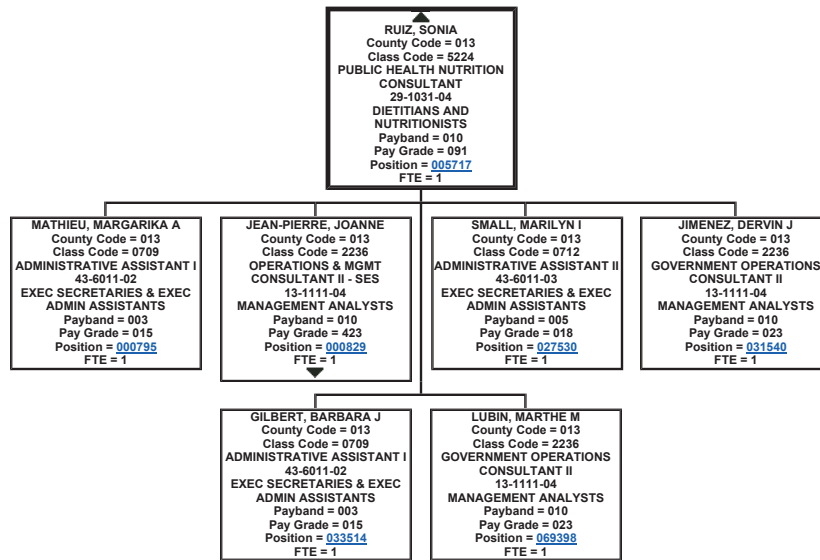 RUIZ, SONIA
County Code = 013
Class Code = 5224
PUBLIC HEALTH NUTRITION
CONSULTANT
29-1031-04
DIETITIANS AND
NUTRITIONISTS
Payband = 010
Pay Grade = 091
Position = 005717
FTE = 1
MATHIEU, MARGARIKA A
County Code = 013
Class Code = 0709
ADMINISTRATIVE ASSISTANT I
43-6011-02
EXEC SECRETARIES & EXEC
ADMIN ASSISTANTS
Payband = 003
Pay Grade = 015
Position = 000795
FTE = 1
JEAN-PIERRE, JOANNE
County Code = 013
Class Code = 2236
OPERATIONS & MGMT
CONSULTANT II - SES
13-1111-04
MANAGEMENT ANALYSTS
Payband = 010
Pay Grade = 423
Position = 000829
FTE = 1
SMALL, MARILYN I
County Code = 013
Class Code = 0712
ADMINISTRATIVE ASSISTANT II
43-6011-03
EXEC SECRETARIES & EXEC
ADMIN ASSISTANTS
Payband = 005
Pay Grade = 018
Position = 027530
FTE = 1
JIMENEZ, DERVIN J
County Code = 013
Class Code = 2236
GOVERNMENT OPERATIONS
CONSULTANT II
13-1111-04
MANAGEMENT ANALYSTS
Payband = 010
Pay Grade = 023
Position = 031540
FTE = 1
GILBERT, BARBARA J
County Code = 013
Class Code = 0709
ADMINISTRATIVE ASSISTANT I
43-6011-02
EXEC SECRETARIES & EXEC
ADMIN ASSISTANTS
Payband = 003
Pay Grade = 015
Position = 033514
FTE = 1
LUBIN, MARTHE M
County Code = 013
Class Code = 2236
GOVERNMENT OPERATIONS
CONSULTANT II
13-1111-04
MANAGEMENT ANALYSTS
Payband = 010
Pay Grade = 023
Position = 069398
FTE = 1